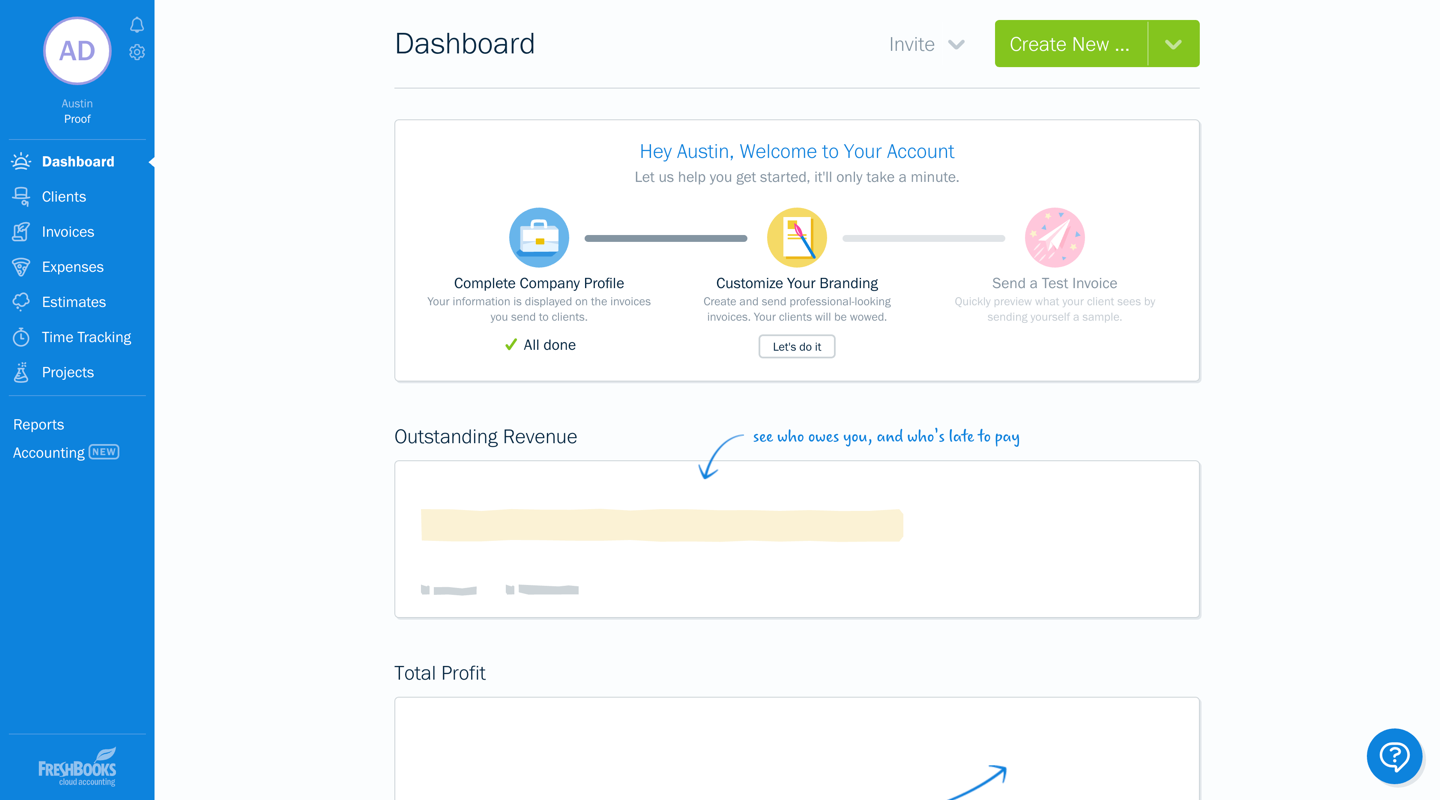 AD
Austin
Proof
Dashboard
Clients
Invoices
Expenses
Estimates
Time Tracking
Projects
Reports
Accounting NEW
FRESHBOOKS
cloud accounting
Dashboard
Invite
Create New ...
Hey Austin, Welcome to Your Account
Let us help you get started, it'll only take a minute.
Complete Company Profile
Your information is displayed on the invoices
you send to clients.
All done
Customize Your Branding
Create and send professional-looking
invoices. Your clients will be wowed.
Let's do it
Send a Test Invoice
Quickly preview what your client sees by
sending yourself a sample.
Outstanding Revenue
see who owes you, and who's late to pay
Total Profit
?